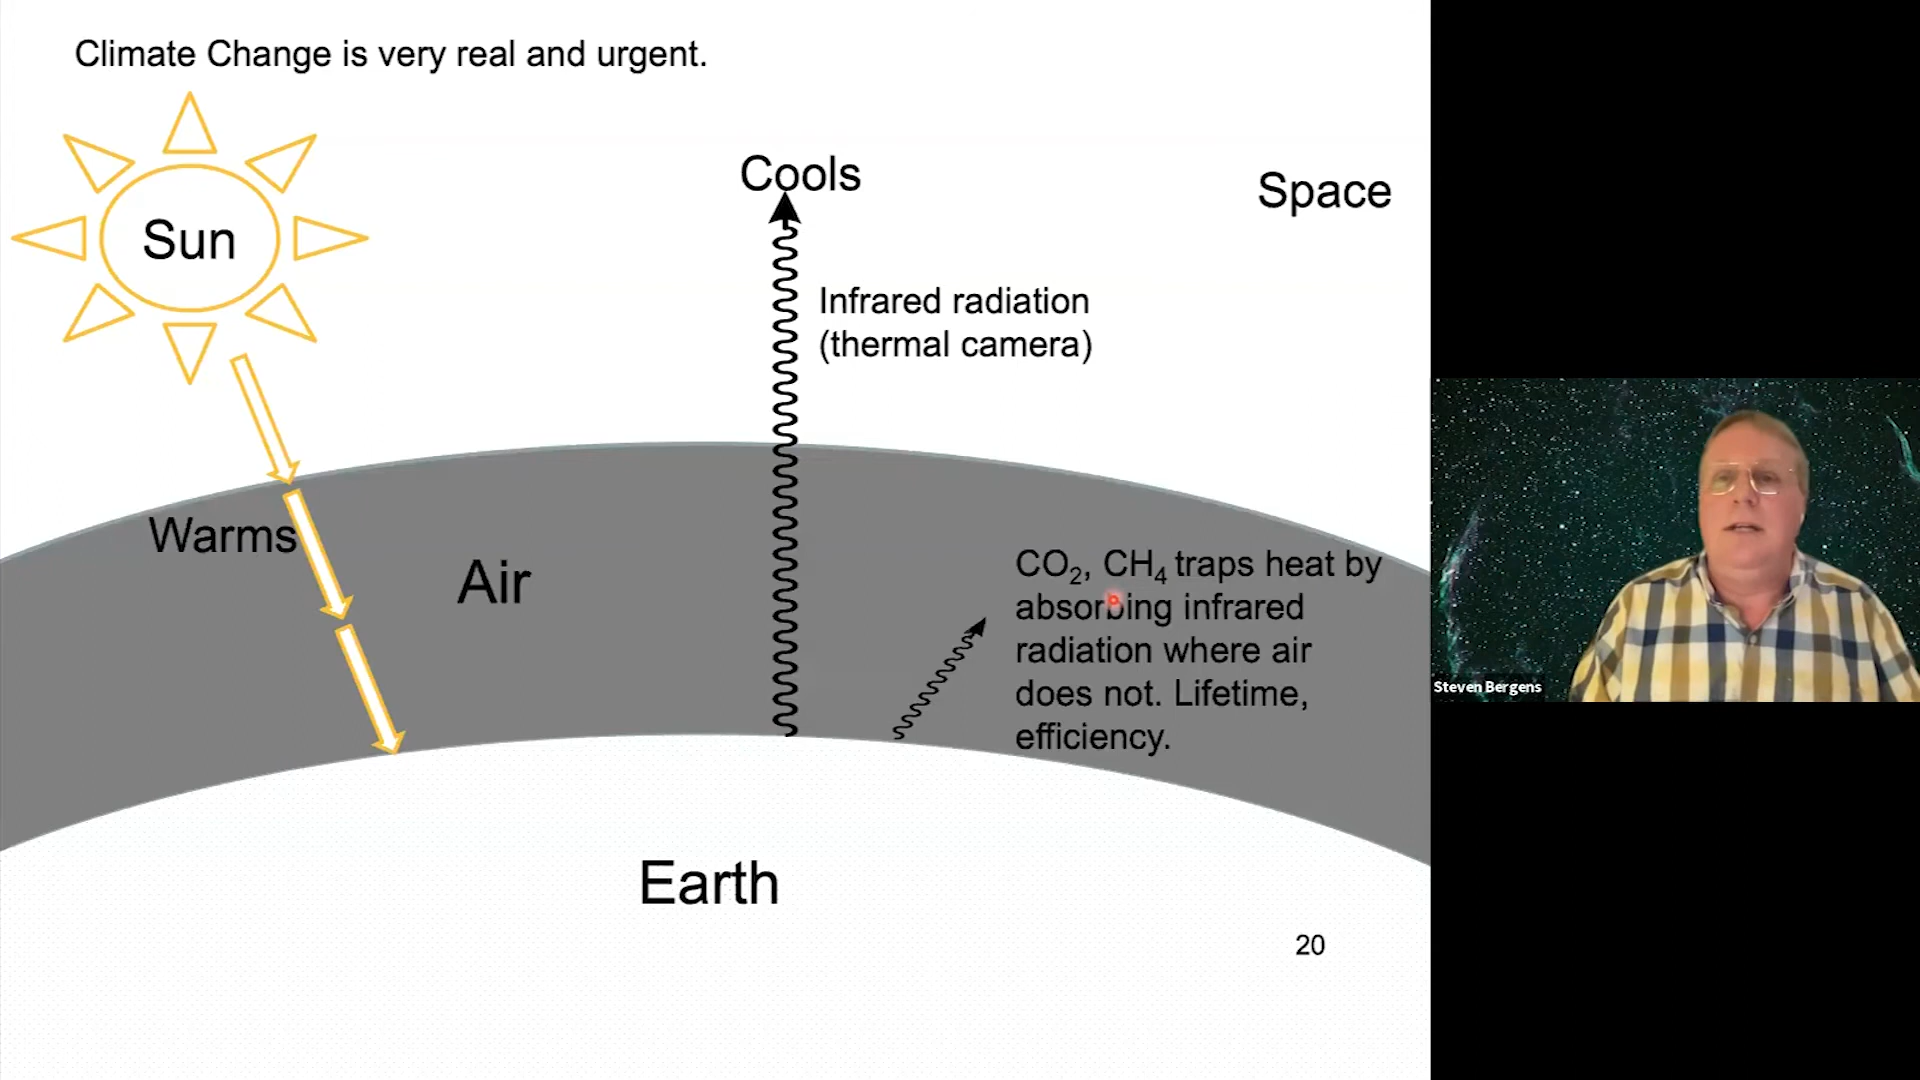 Climate Change is very real and urgent.
Sun
Cools
Space
Infrared radiation
(thermal camera)
Warms
Air
CO₂, CH₄ traps heat by
absorbing infrared
radiation where air
does not. Lifetime,
efficiency.
Earth
20
Steven Bergens